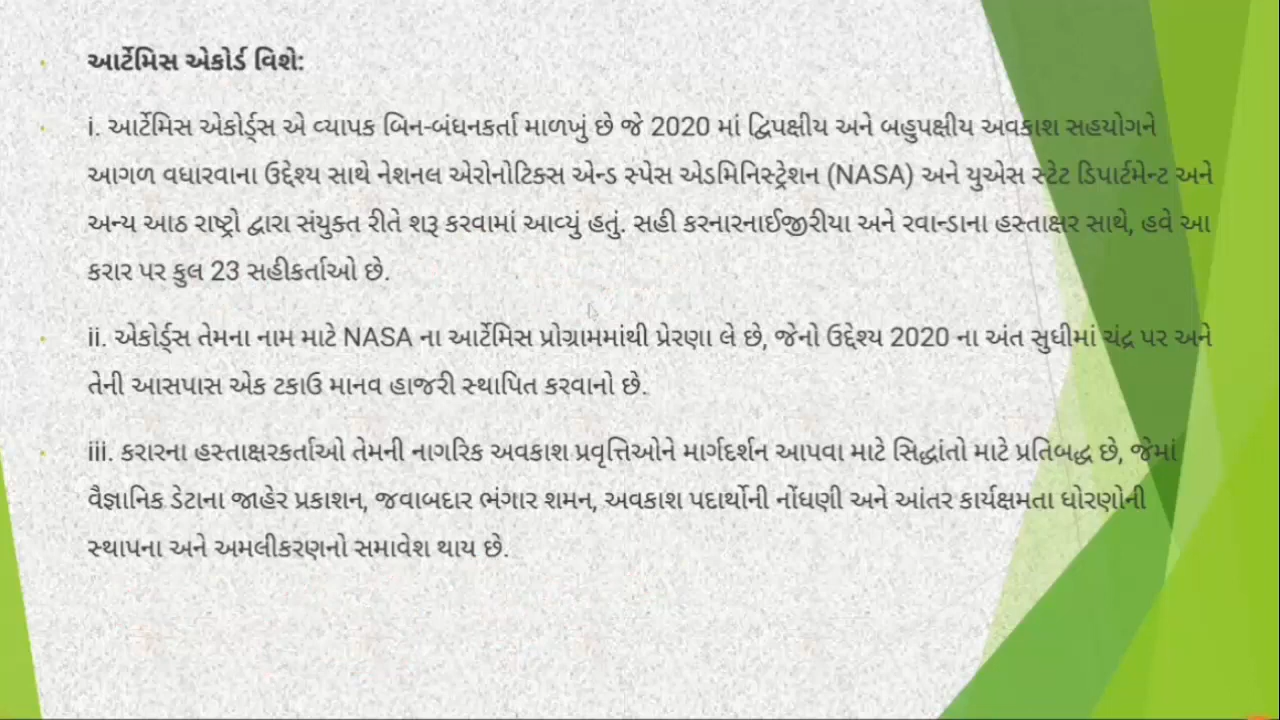 આર્ટેમિસ એકોર્ડ વિશે:
i. આર્ટેમિસ એકોર્ડ્સ એ વ્યાપક બિન-બંધનકર્તા માળખું છે જે 2020 માં દ્વિપક્ષીય અને બહુપક્ષીય અવકાશ સહયોગને
આગળ વધારવાના ઉદ્દેશ્ય સાથે નેશનલ એરોનોટિક્સ એન્ડ સ્પેસ એડમિનિસ્ટ્રેશન (NASA) અને યુએસ સ્ટેટ ડિપાર્ટમેન્ટ અને
અન્ય આઠ રાષ્ટ્રો દ્વારા સંયુક્ત રીતે શરૂ કરવામાં આવ્યું હતું. સહી કરનારનાઈજીરીયા અને રવાન્ડાના હસ્તાક્ષર સાથે, હવે આ
કરાર પર કુલ 23 સહીકર્તાઓ છે.
ii. એકોર્ડ્સ તેમના નામ માટે NASA ના આર્ટેમિસ પ્રોગ્રામમાંથી પ્રેરણા લે છે, જેનો ઉદ્દેશ્ય 2020 ના અંત સુધીમાં ચંદ્ર પર અને
તેની આસપાસ એક ટકાઉ માનવ હાજરી સ્થાપિત કરવાનો છે.
iii. કરારના હસ્તાક્ષરકર્તાઓ તેમની નાગરિક અવકાશ પ્રવૃત્તિઓને માર્ગદર્શન આપવા માટે સિદ્ધાંતો માટે પ્રતિબદ્ધ છે, જેમાં
વૈજ્ઞાનિક ડેટાના જાહેર પ્રકાશન, જવાબદાર ભંગાર શમન, અવકાશ પદાર્થોની નોંધણી અને આંતર કાર્યક્ષમતા ધોરણોની
સ્થાપના અને અમલીકરણનો સમાવેશ થાય છે.